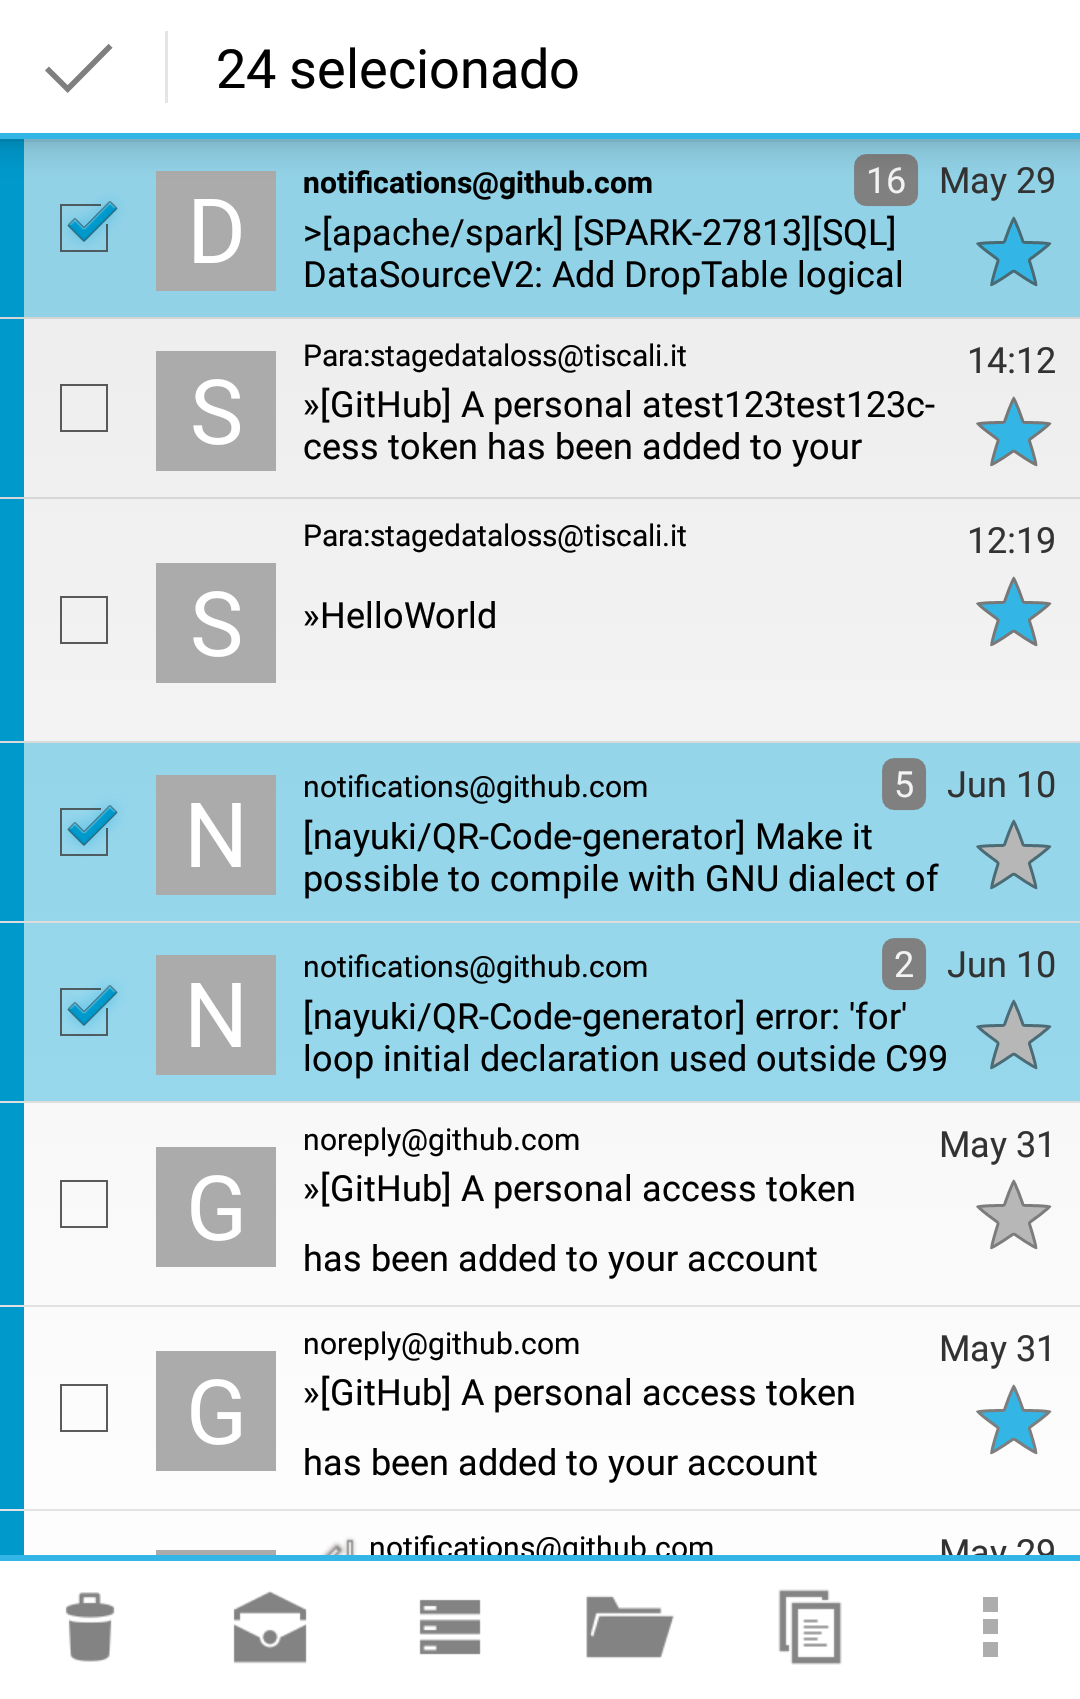 24 selecionado
notifications@github.com
16
May 29
D
>[apache/spark] [SPARK-27813][SQL]
DataSourceV2: Add DropTable logical
Para:stagedataloss@tiscali.it
14:12
S
»[GitHub] A personal atest123test123c-
cess token has been added to your
Para:stagedataloss@tiscali.it
12:19
S
»HelloWorld
notifications@github.com
5
Jun 10
N
[nayuki/QR-Code-generator] Make it
possible to compile with GNU dialect of
notifications@github.com
2
Jun 10
N
[nayuki/QR-Code-generator] error: 'for'
loop initial declaration used outside C99
noreply@github.com
May 31
G
»[GitHub] A personal access token
has been added to your account
noreply@github.com
May 31
G
»[GitHub] A personal access token
has been added to your account
notifications@github.com
May 29